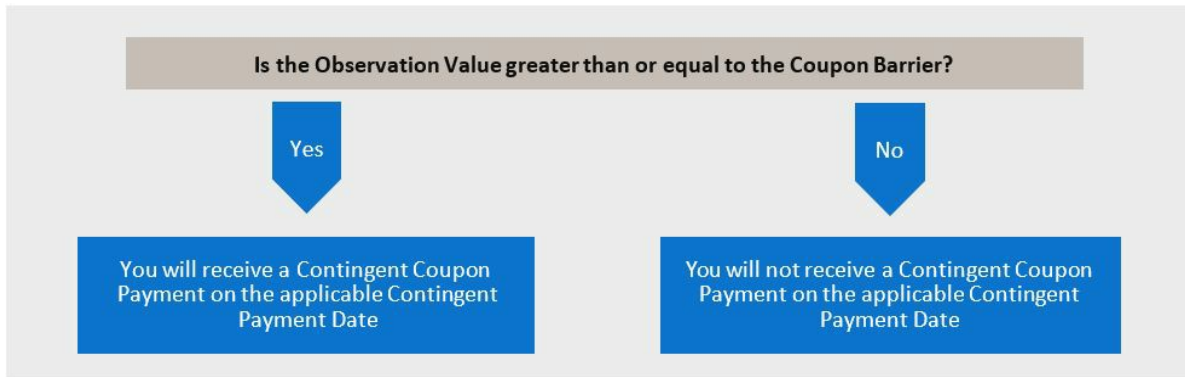 Is the Observation Value greater than or equal to the Coupon Barrier?
Yes
No
You will receive a Contingent Coupon
Payment on the applicable Contingent
Payment Date
You will not receive a Contingent Coupon
Payment on the applicable Contingent
Payment Date